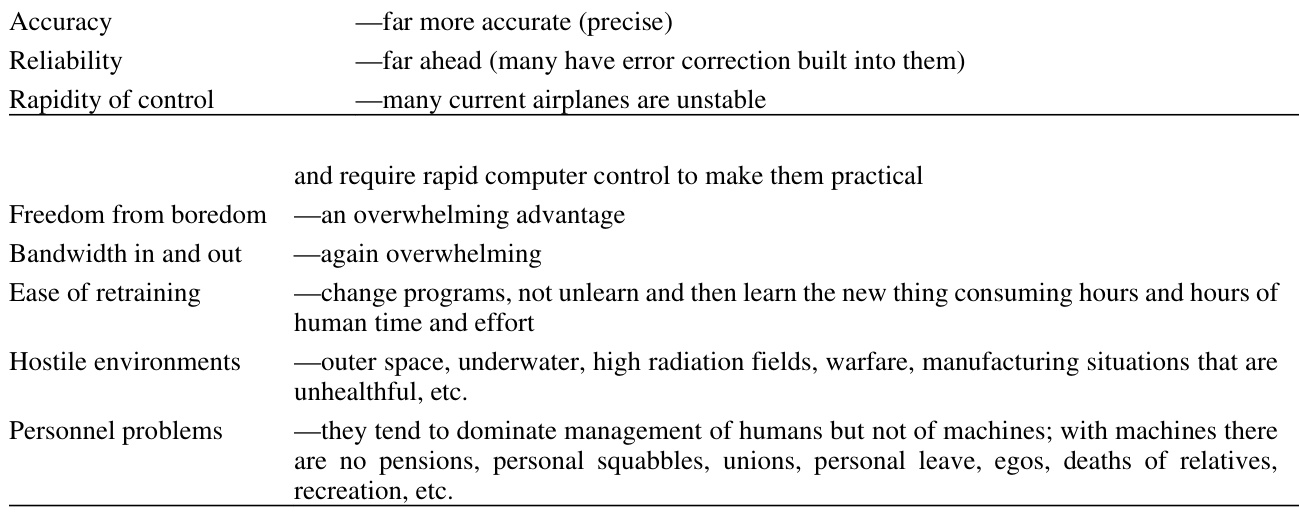 Accuracy —far more accurate (precise)
Reliability —far ahead (many have error correction built into them)
Rapidity of control —many current airplanes are unstable
and require rapid computer control to make them practical
Freedom from boredom —an overwhelming advantage
Bandwidth in and out —again overwhelming
Ease of retraining —change programs, not unlearn and then learn the new thing consuming hours and hours of
human time and effort
Hostile environments —outer space, underwater, high radiation fields, warfare, manufacturing situations that are
unhealthful, etc.
Personnel problems —they tend to dominate management of humans but not of machines; with machines there
are no pensions, personal squabbles, unions, personal leave, egos, deaths of relatives,
recreation, etc.